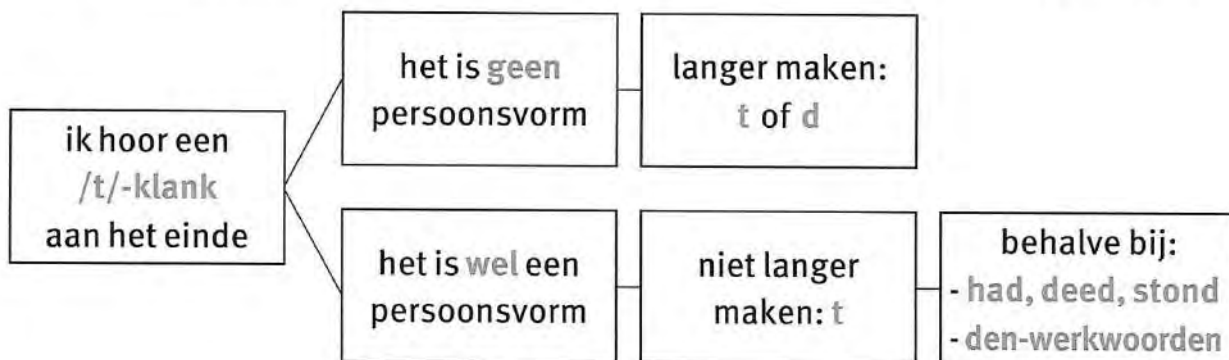 ik hoor een
/t/-klank
aan het einde
het is geen
persoonsvorm
langer maken:
t of d
het is wel een
persoonsvorm
niet langer
maken: t
behalve bij:
- had, deed, stond
- den-werkwoorden